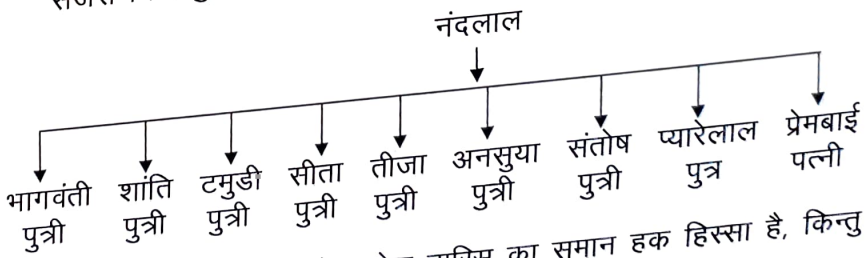 नंदलाल
भागवंती शांति टमुडी सीता तीजा अनसुया संतोष प्यारेलाल प्रेमबाई
पुत्री पुत्री पुत्री पुत्री पुत्री पुत्री पुत्री पुत्र पत्नी
का समान हक हिस्सा है, किन्तु